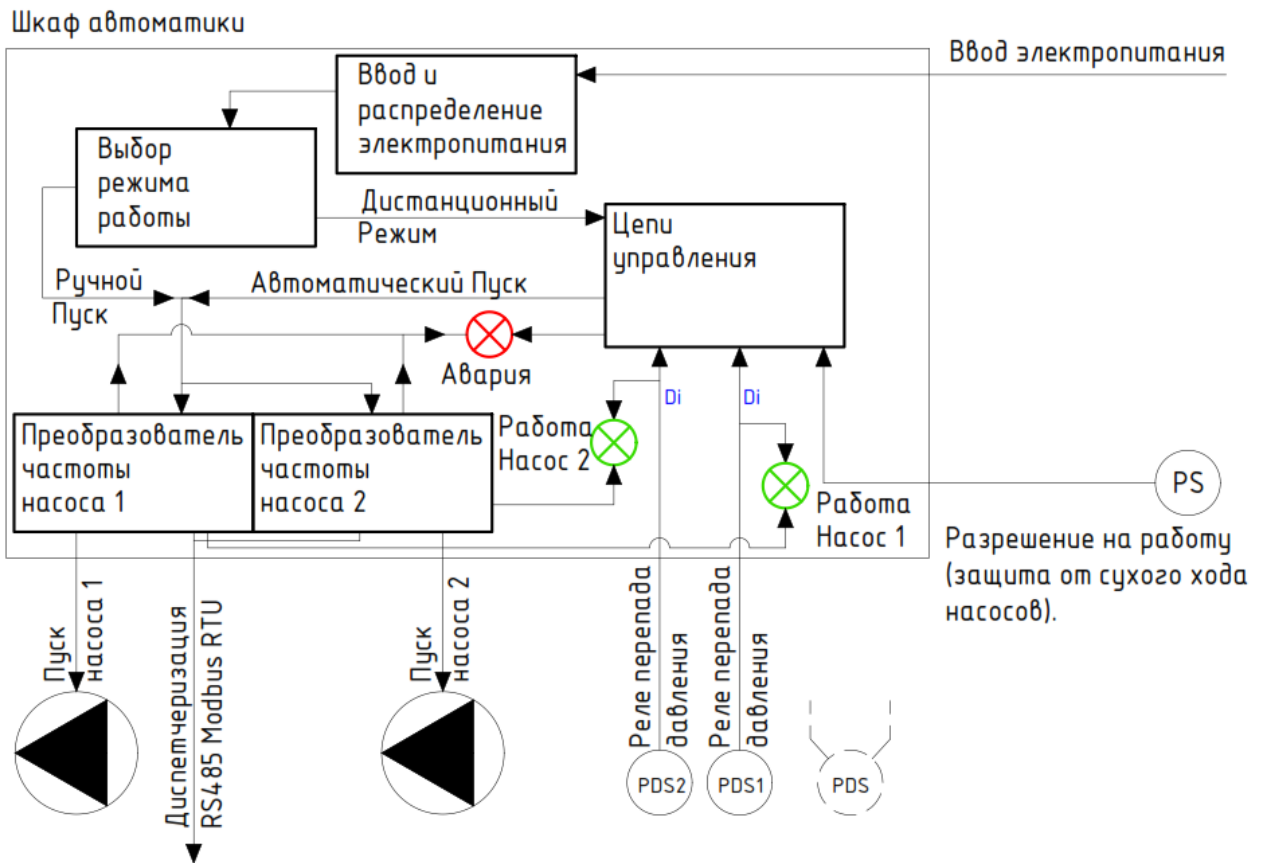 Шкаф автоматики
Ввод электропитания
Ввод и
распределение
электропитания
Выбор
режима
работы
Дистанционный
Режим
Цепи
управления
Ручной
Пуск
Автоматический Пуск
Авария
Di
Di
Преобразователь
частоты
насоса 1
Преобразователь
частоты
насоса 2
Работа
Насос 2
Работа
Насос 1
PS
Разрешение на работу
(защита от сухого хода
насосов).
Пуск
насоса 1
Диспетчеризация
RS485 Modbus RTU
Пуск
насоса 2
Реле перепада
давления
Реле перепада
давления
PDS2
PDS1
PDS